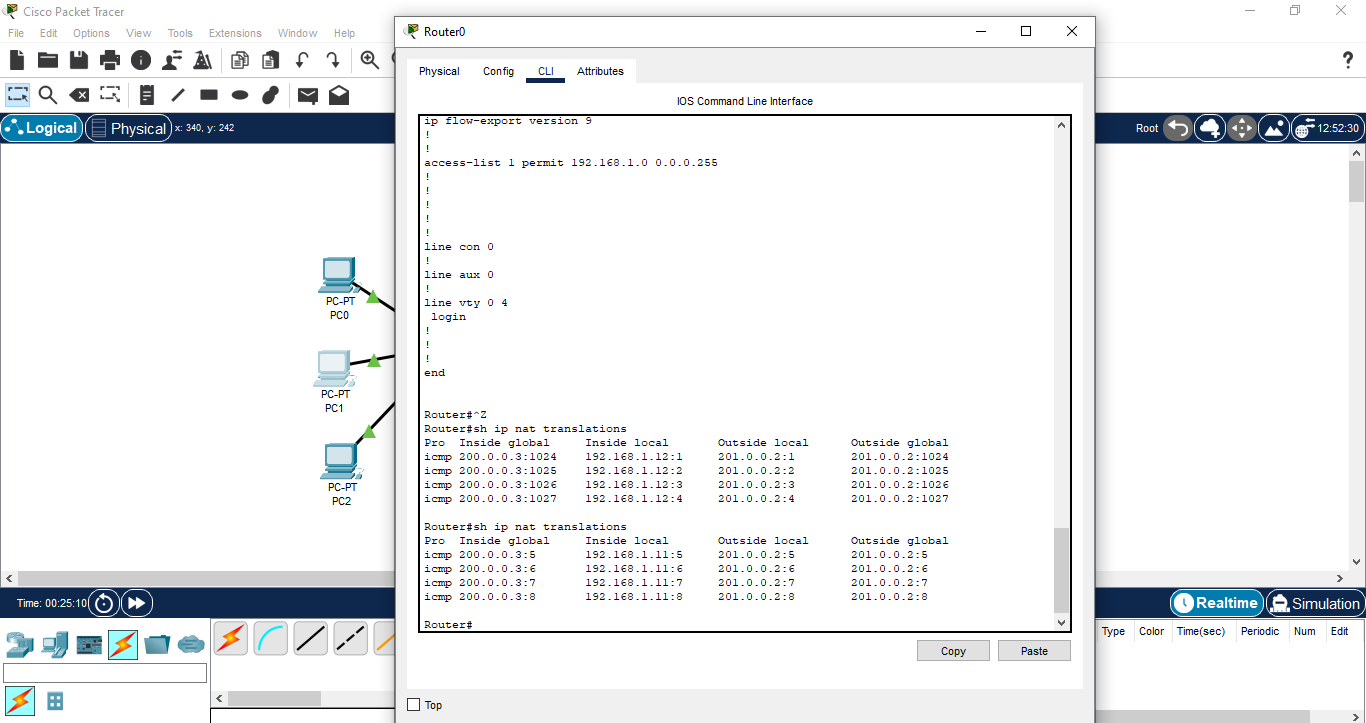 Cisco Packet Tracer
File Edit Options View Tools Extensions Window Help
Logical Physical x: 340, y: 242
Root 12:52:30
PC-PT
PC0
PC-PT
PC1
PC-PT
PC2
Router0
Physical Config CLI Attributes
IOS Command Line Interface
ip flow-export version 9
!
!
access-list 1 permit 192.168.1.0 0.0.0.255
!
!
!
!
!
line con 0
!
line aux 0
!
line vty 0 4
login
!
!
!
end
Router#^Z
Router#sh ip nat translations
Pro Inside global Inside local Outside local Outside global
icmp 200.0.0.3:1024 192.168.1.12:1 201.0.0.2:1 201.0.0.2:1024
icmp 200.0.0.3:1025 192.168.1.12:2 201.0.0.2:2 201.0.0.2:1025
icmp 200.0.0.3:1026 192.168.1.12:3 201.0.0.2:3 201.0.0.2:1026
icmp 200.0.0.3:1027 192.168.1.12:4 201.0.0.2:4 201.0.0.2:1027
Router#sh ip nat translations
Pro Inside global Inside local Outside local Outside global
icmp 200.0.0.3:5 192.168.1.11:5 201.0.0.2:5 201.0.0.2:5
icmp 200.0.0.3:6 192.168.1.11:6 201.0.0.2:6 201.0.0.2:6
icmp 200.0.0.3:7 192.168.1.11:7 201.0.0.2:7 201.0.0.2:7
icmp 200.0.0.3:8 192.168.1.11:8 201.0.0.2:8 201.0.0.2:8
Router#
Copy Paste
Top
Time: 00:25:10
Realtime Simulation
Type Color Time(sec) Periodic Num Edit